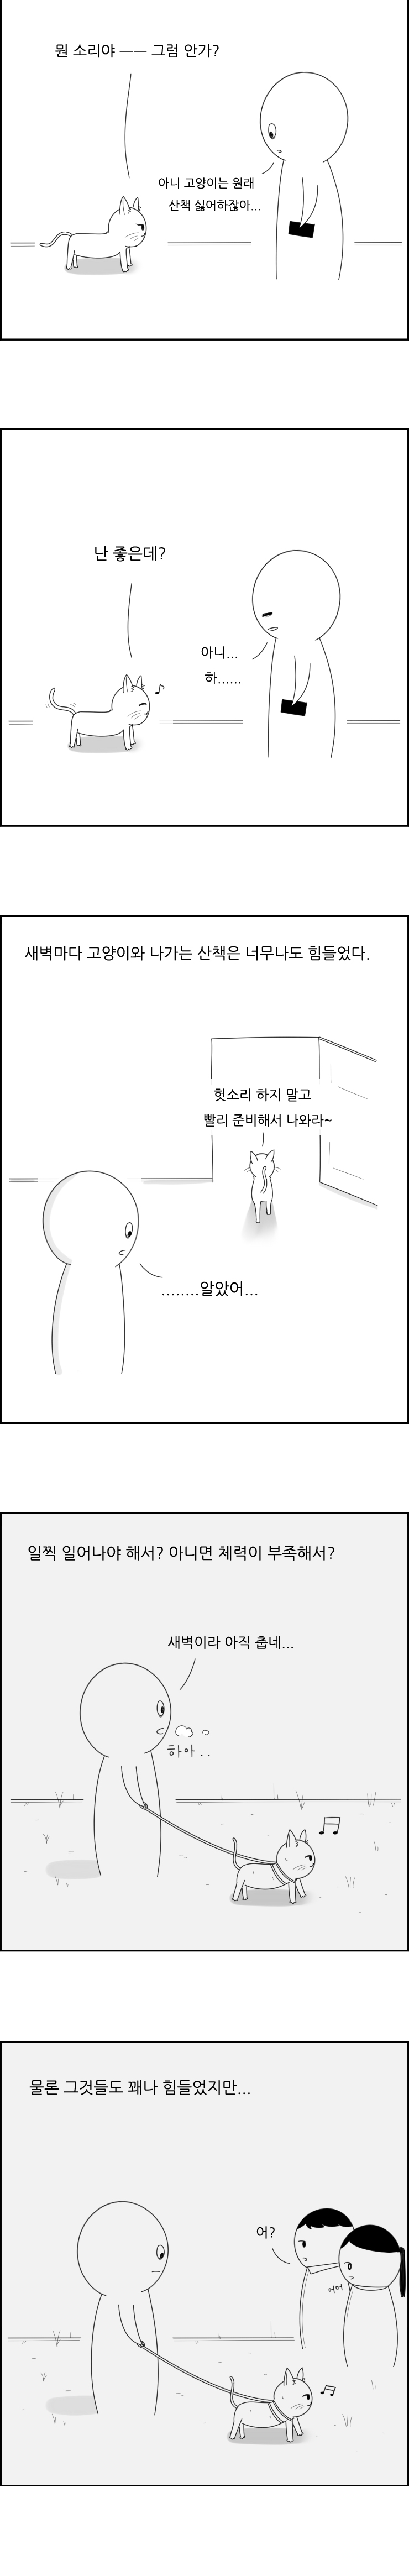 뭔 소리야 ㅡㅡ 그럼 안가?
아니 고양이는 원래
산책 싫어하잖아...
난 좋은데?
아니...
하......
새벽마다 고양이와 나가는 산책은 너무나도 힘들었다.
헛소리 하지 말고
빨리 준비해서 나와라~
........알았어...
일찍 일어나야 해서? 아니면 체력이 부족해서?
새벽이라 아직 춥네...
하아..
물론 그것들도 꽤나 힘들었지만...
어?
어어